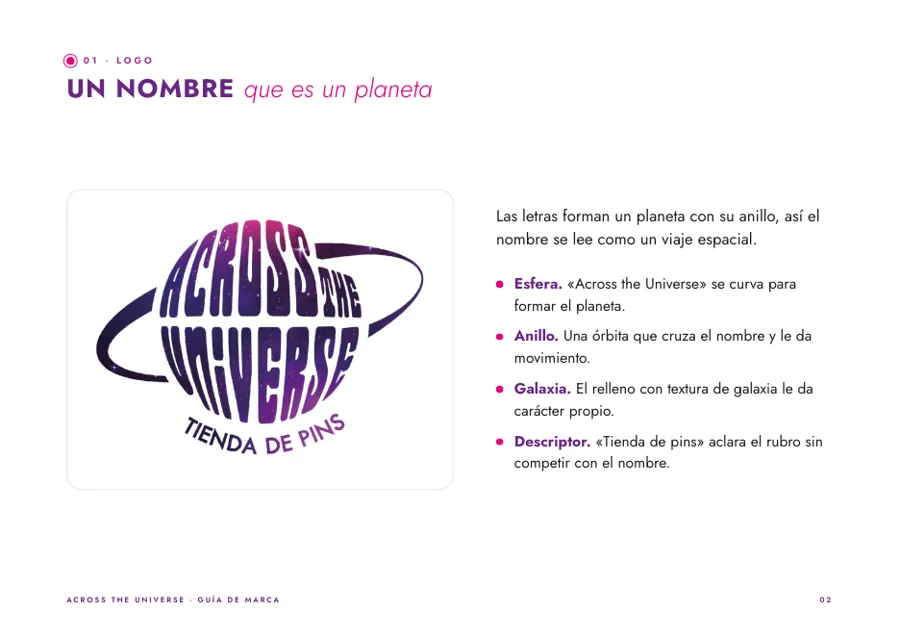 01 · LOGO
UN NOMBRE que es un planeta
ACROSS
THE
UNIVERSE
TIENDA DE PINS
Las letras forman un planeta con su anillo, así el
nombre se lee como un viaje espacial.
Esfera. «Across the Universe» se curva para
formar el planeta.
Anillo. Una órbita que cruza el nombre y le da
movimiento.
Galaxia. El relleno con textura de galaxia le da
carácter propio.
Descriptor. «Tienda de pins» aclara el rubro sin
competir con el nombre.
ACROSS THE UNIVERSE · GUÍA DE MARCA
02